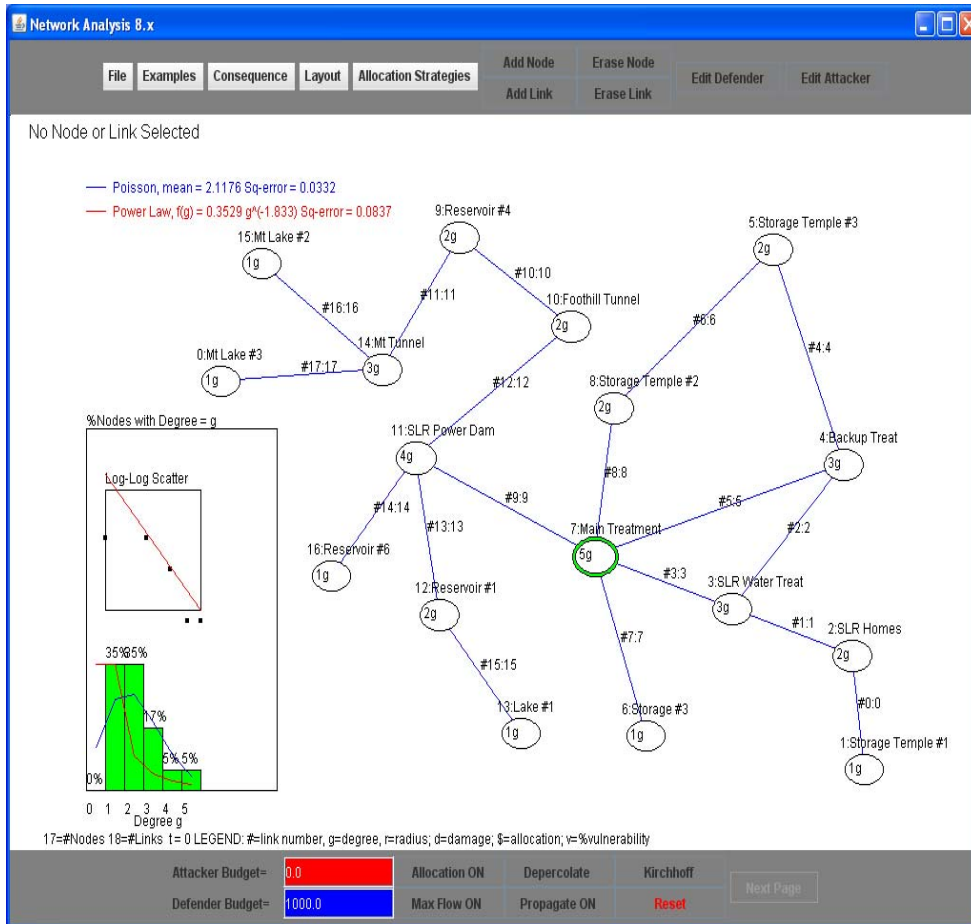 Network Analysis 8.x
File Examples Consequence Layout Allocation Strategies
Add Node Erase Node
Add Link Erase Link
Edit Defender Edit Attacker
No Node or Link Selected
Poisson, mean = 2.1176 Sq-error = 0.0332
Power Law, f(g) = 0.3529 g^(-1.833) Sq-error = 0.0837
9:Reservoir #4
2g
5:Storage Temple #3
2g
15:Mt Lake #2
1g
#10:10
#11:11
10:Foothill Tunnel
2g
#16:16
#6:6
14:Mt Tunnel
3g
0:Mt Lake #3
1g
#17:17
#4:4
#12:12
8:Storage Temple #2
2g
%Nodes with Degree = g
11:SLR Power Dam
4g
4:Backup Treat
3g
Log-Log Scatter
#8:8
#9:9
#5:5
#14:14
#13:13
7:Main Treatment
5g
#2:2
16:Reservoir #6
1g
#3:3
3:SLR Water Treat
3g
12:Reservoir #1
2g
#1:1
2:SLR Homes
2g
#7:7
#15:15
35% 35%
#0:0
13:Lake #1
1g
6:Storage #3
1g
17%
1:Storage Temple #1
1g
5% 5%
0%
0 1 2 3 4 5
Degree g
17=#Nodes 18=#Links t = 0 LEGEND: #=link number, g=degree, r=radius; d=damage; $=allocation; v=%vulnerability
Attacker Budget= 0.0 Allocation ON Depercolate Kirchhoff
Next Page
Defender Budget= 1000.0 Max Flow ON Propagate ON Reset